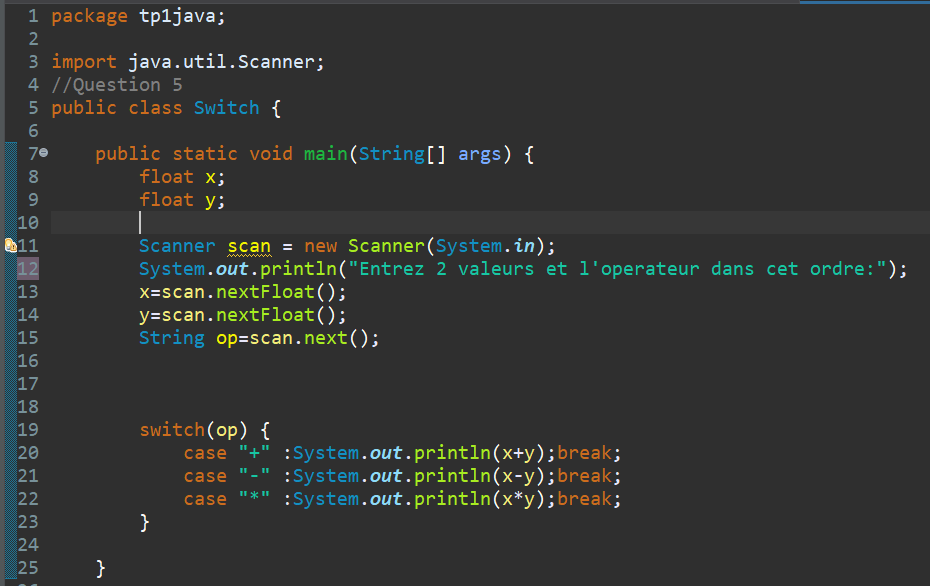 1 package tp1java;
2
3 import java.util.Scanner;
4 //Question 5
5 public class Switch {
6
7 public static void main(String[] args) {
8 float x;
9 float y;
10
11 Scanner scan = new Scanner(System.in);
12 System.out.println("Entrez 2 valeurs et l'operateur dans cet ordre:");
13 x=scan.nextFloat();
14 y=scan.nextFloat();
15 String op=scan.next();
16
17
18
19 switch(op) {
20 case "+" :System.out.println(x+y);break;
21 case "-" :System.out.println(x-y);break;
22 case "*" :System.out.println(x*y);break;
23 }
24
25 }